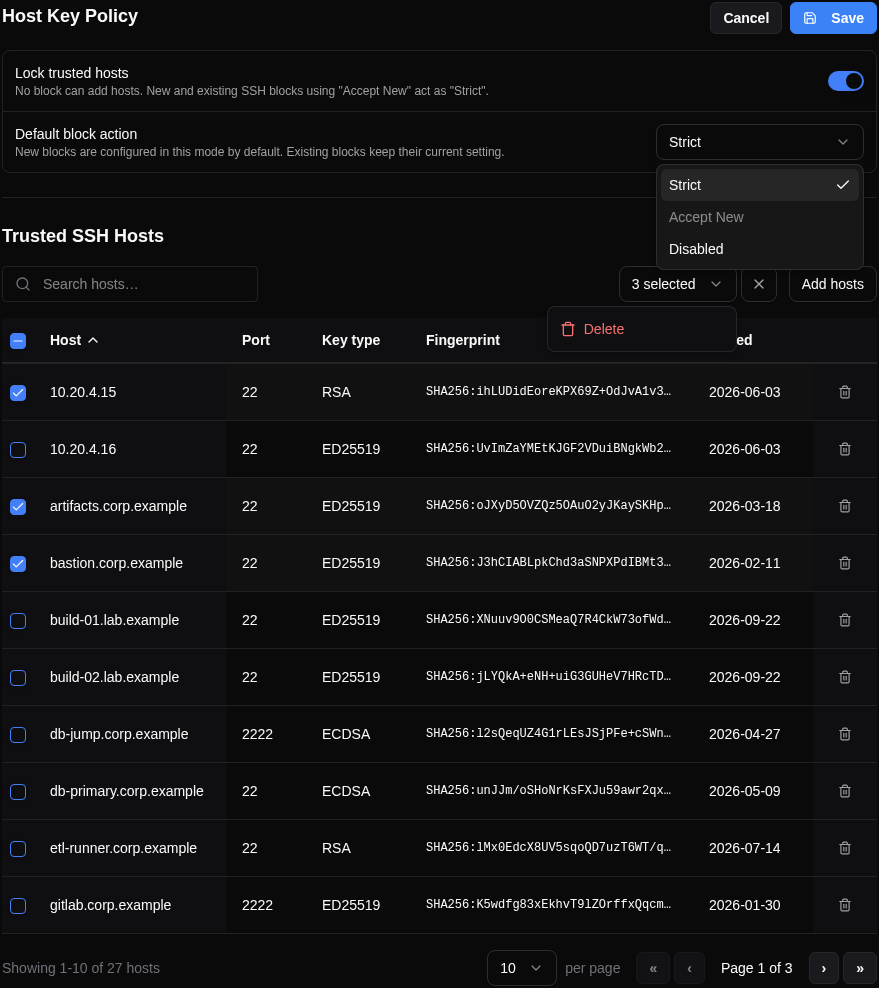 Host Key Policy
Cancel
Save
Lock trusted hosts
No block can add hosts. New and existing SSH blocks using "Accept New" act as "Strict".
Default block action
New blocks are configured in this mode by default. Existing blocks keep their current setting.
Strict
Strict
Accept New
Disabled
Trusted SSH Hosts
Search hosts…
3 selected
Add hosts
Delete
Host Port Key type Fingerprint ed
10.20.4.15 22 RSA SHA256:ihLUDidEoreKPX69Z+OdJvA1v3… 2026-06-03
10.20.4.16 22 ED25519 SHA256:UvImZaYMEtKJGF2VDuiBNgkWb2… 2026-06-03
artifacts.corp.example 22 ED25519 SHA256:oJXyD5OVZQz5OAuO2yJKaySKHp… 2026-03-18
bastion.corp.example 22 ED25519 SHA256:J3hCIABLpkChd3aSNPXPdIBMt3… 2026-02-11
build-01.lab.example 22 ED25519 SHA256:XNuuv9O0CSMeaQ7R4CkW73ofWd… 2026-09-22
build-02.lab.example 22 ED25519 SHA256:jLYQkA+eNH+uiG3GUHeV7HRcTD… 2026-09-22
db-jump.corp.example 2222 ECDSA SHA256:l2sQeqUZ4G1rLEsJSjPFe+cSWn… 2026-04-27
db-primary.corp.example 22 ECDSA SHA256:unJJm/oSHoNrKsFXJu59awr2qx… 2026-05-09
etl-runner.corp.example 22 RSA SHA256:lMx0EdcX8UV5sqoQD7uzT6WT/q… 2026-07-14
gitlab.corp.example 2222 ED25519 SHA256:K5wdfg83xEkhvT9lZOrffxQqcm… 2026-01-30
Showing 1-10 of 27 hosts
10
per page
« ‹ Page 1 of 3 › »